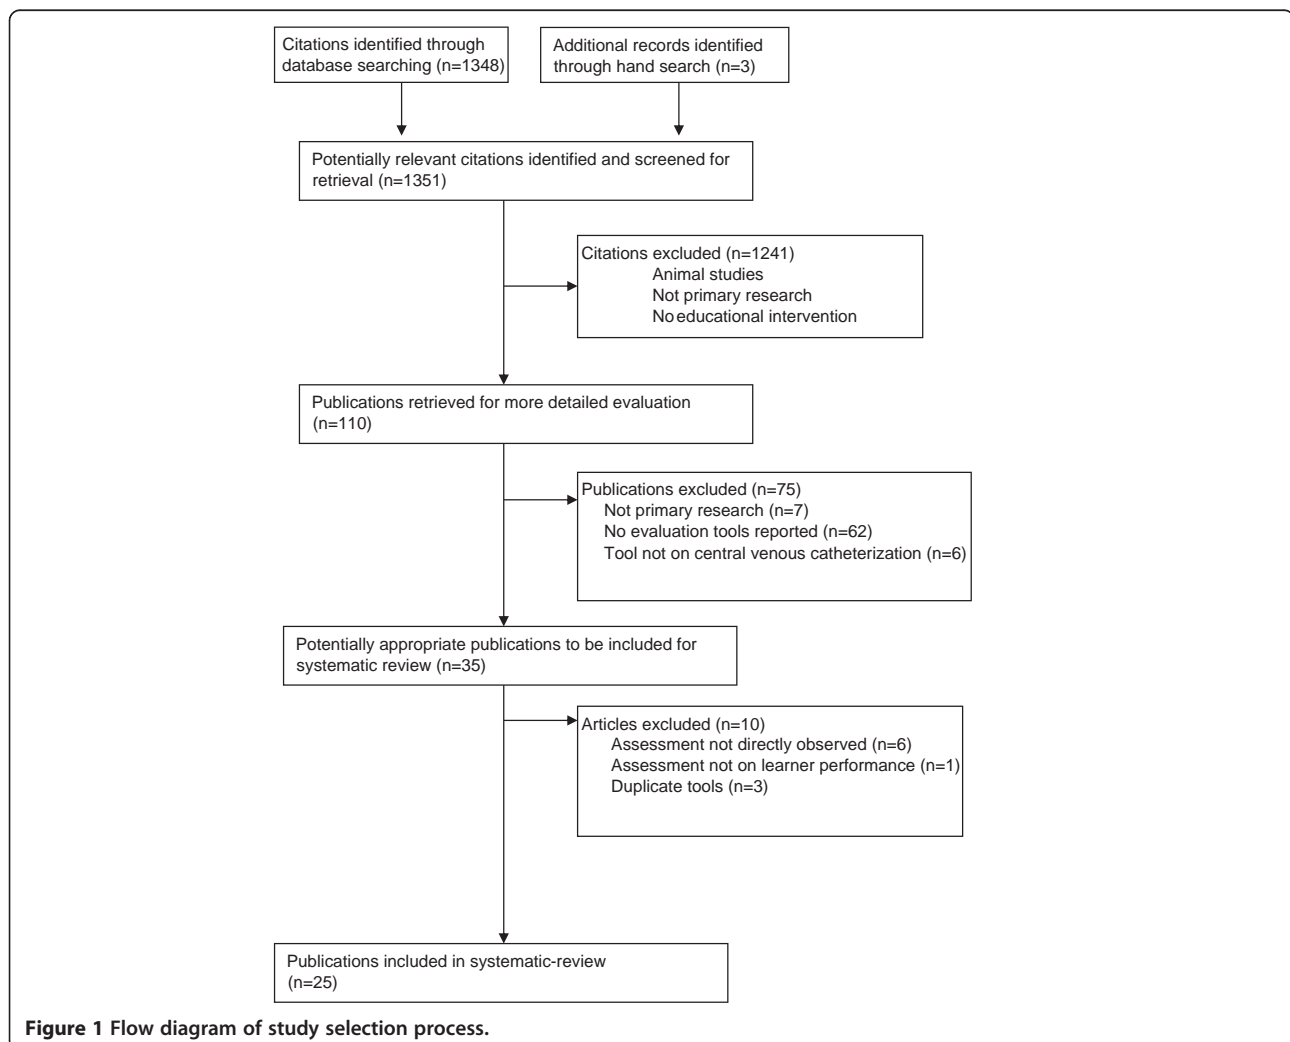 Citations identified through
database searching (n=1348)
Additional records identified
through hand search (n=3)
Potentially relevant citations identified and screened for
retrieval (n=1351)
Citations excluded (n=1241)
Animal studies
Not primary research
No educational intervention
Publications retrieved for more detailed evaluation
(n=110)
Publications excluded (n=75)
Not primary research (n=7)
No evaluation tools reported (n=62)
Tool not on central venous catheterization (n=6)
Potentially appropriate publications to be included for
systematic review (n=35)
Articles excluded (n=10)
Assessment not directly observed (n=6)
Assessment not on learner performance (n=1)
Duplicate tools (n=3)
Publications included in systematic-review
(n=25)
Figure 1 Flow diagram of study selection process.